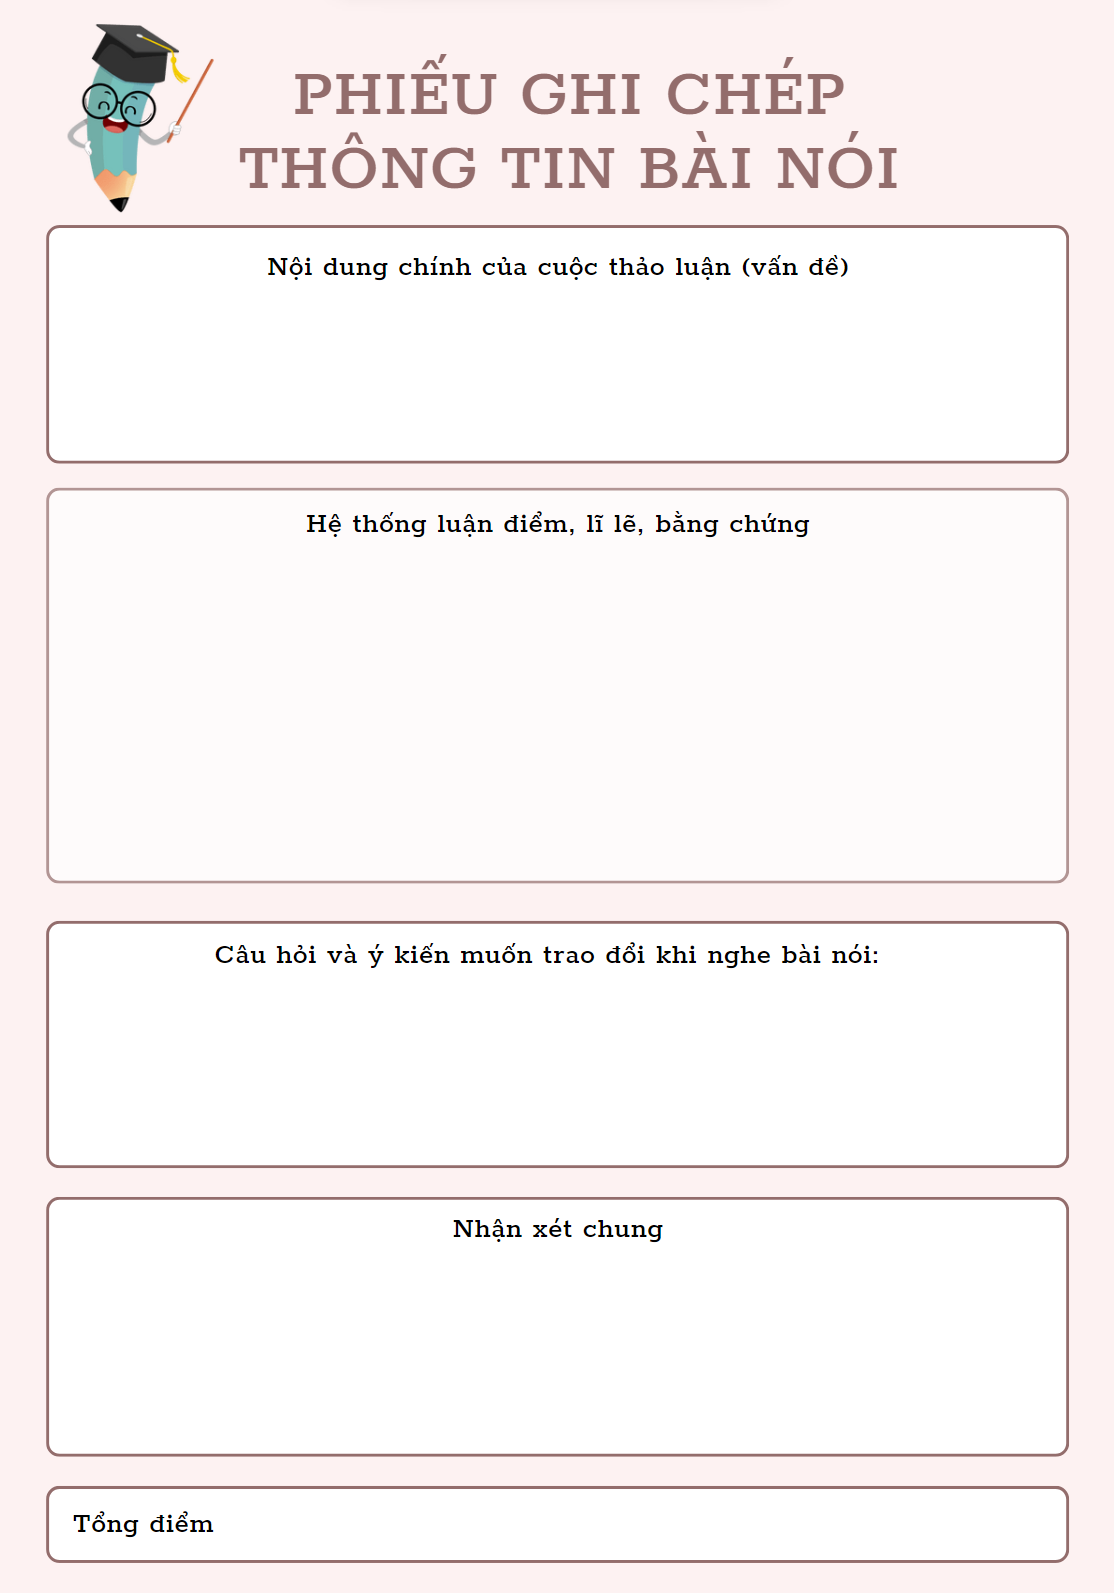 PHIẾU GHI CHÉP
THÔNG TIN BÀI NÓI
Nội dung chính của cuộc thảo luận (vấn đề)
Hệ thống luận điểm, lĩ lẽ, bằng chứng
Câu hỏi và ý kiến muốn trao đổi khi nghe bài nói:
Nhận xét chung
Tổng điểm